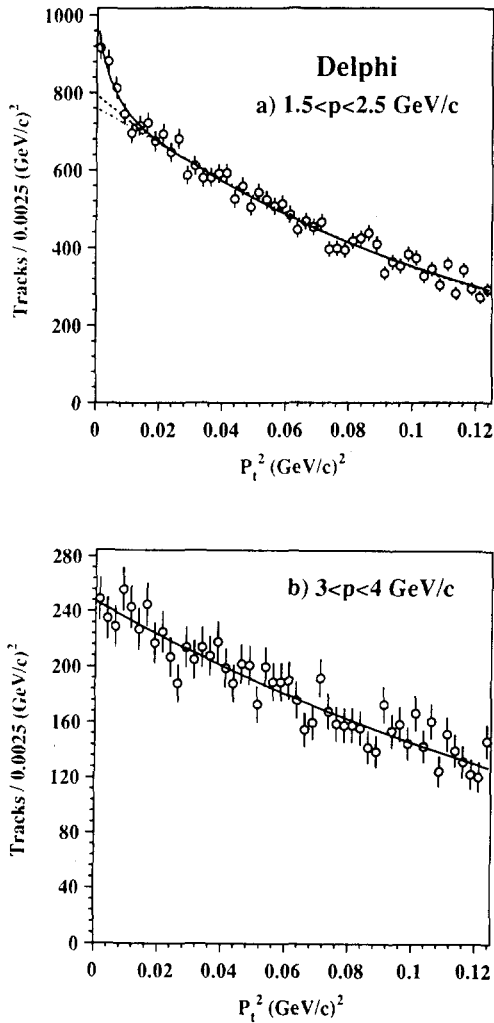 1000
800
600
400
200
0
Tracks / 0.0025 (GeV/c)²
Delphi
a) 1.5<p<2.5 GeV/c
0 0.02 0.04 0.06 0.08 0.1 0.12
Pₜ² (GeV/c)²
280
240
200
160
120
80
40
0
Tracks / 0.0025 (GeV/c)²
b) 3<p<4 GeV/c
0 0.02 0.04 0.06 0.08 0.1 0.12
Pₜ² (GeV/c)²